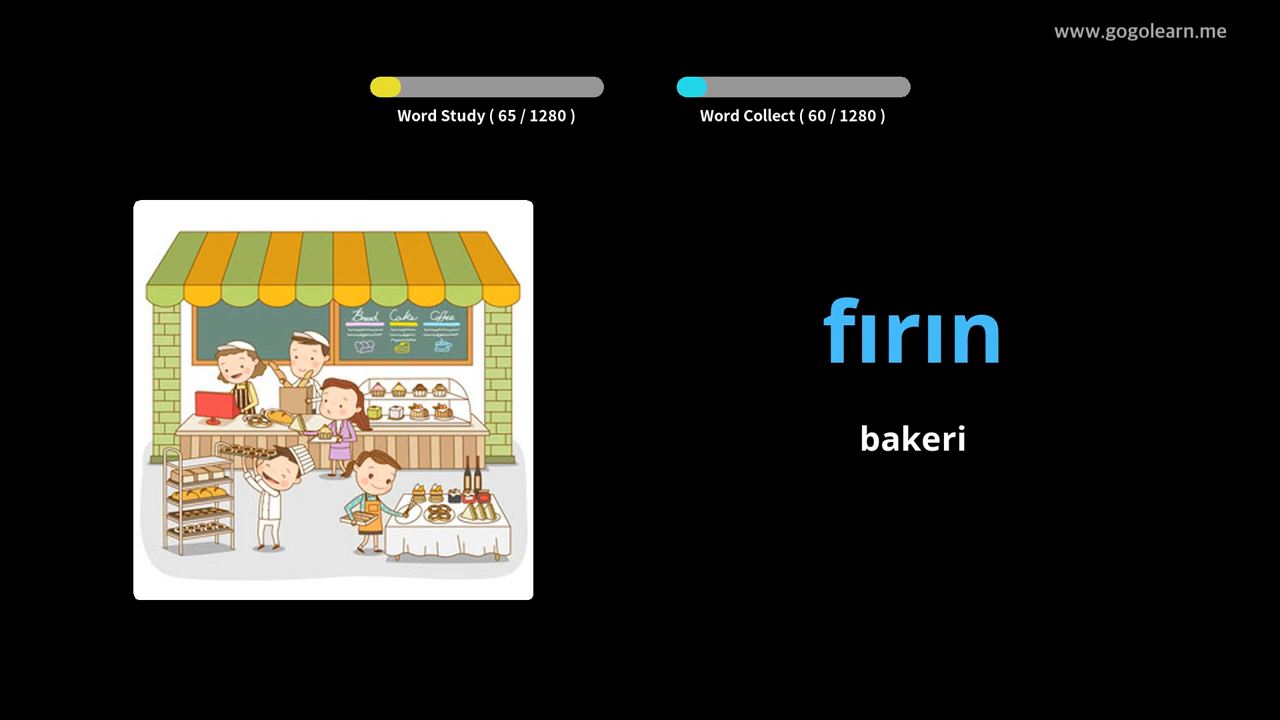 www.gogolearn.me
Word Study ( 65 / 1280 )
Word Collect ( 60 / 1280 )
Bread Cake Coffee
fırın
bakeri